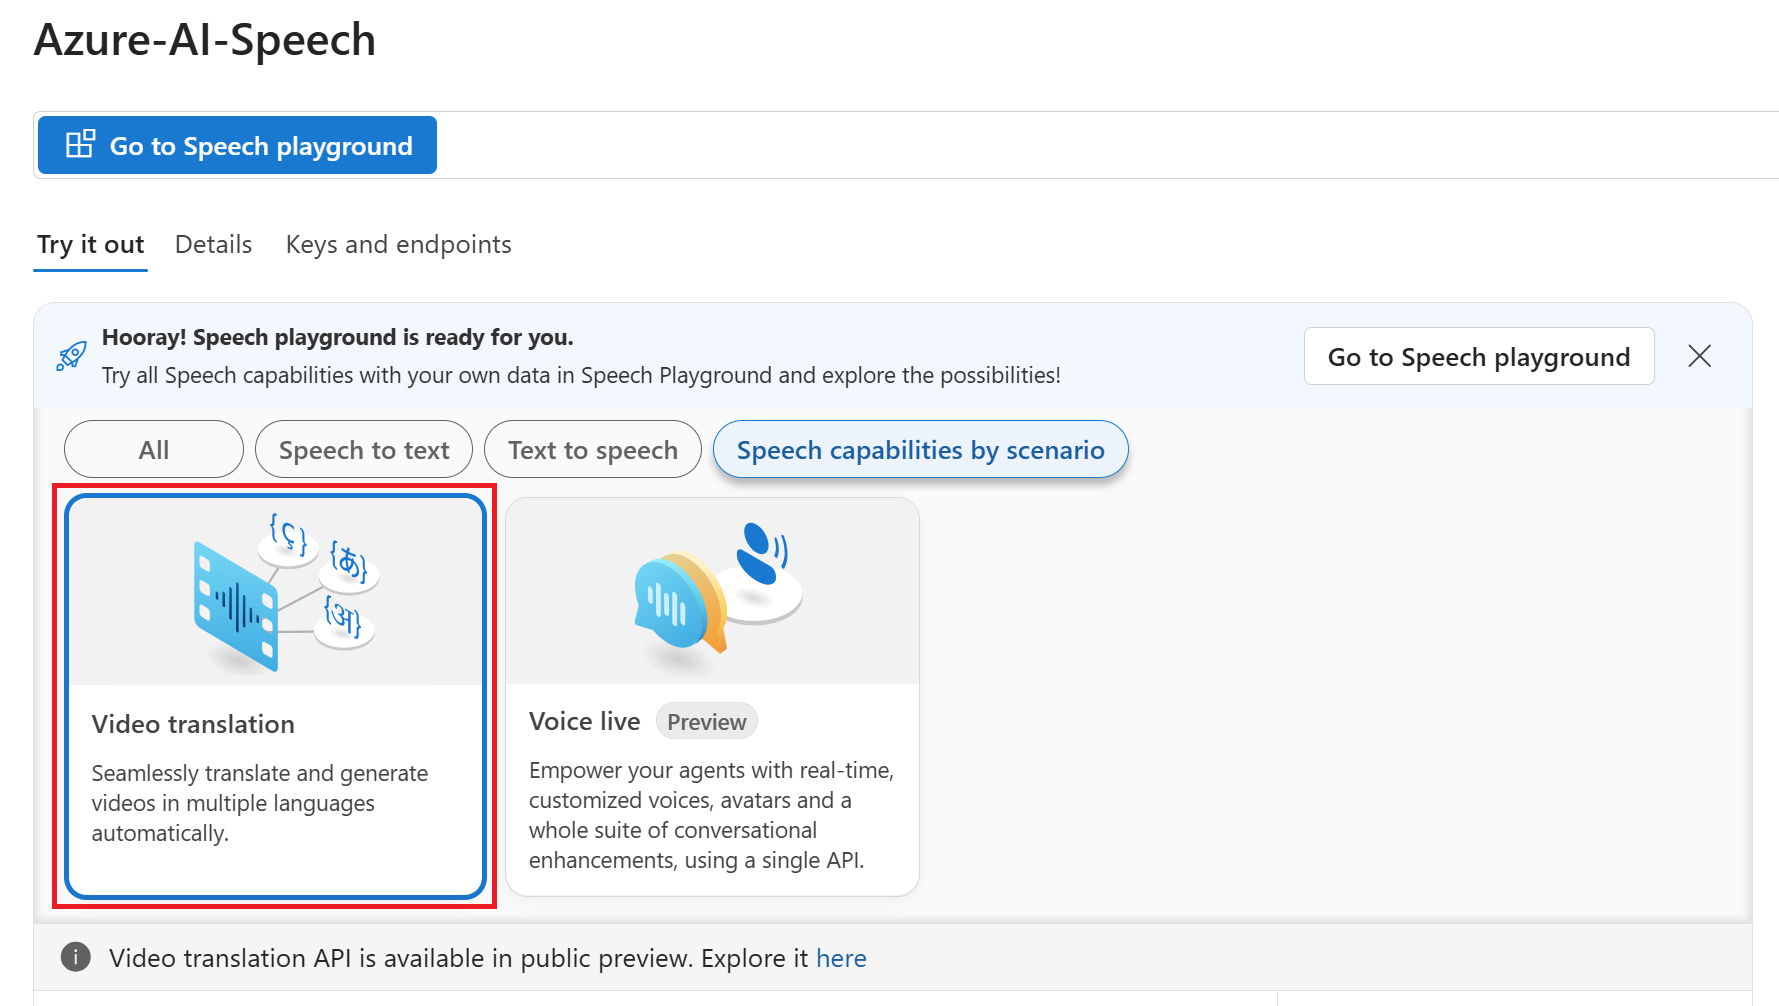 Azure-AI-Speech
Go to Speech playground
Try it out Details Keys and endpoints
Hooray! Speech playground is ready for you.
Try all Speech capabilities with your own data in Speech Playground and explore the possibilities!
Go to Speech playground
All Speech to text Text to speech Speech capabilities by scenario
{ς}
{あ}
{अ}
Video translation
Seamlessly translate and generate
videos in multiple languages
automatically.
Voice live Preview
Empower your agents with real-time,
customized voices, avatars and a
whole suite of conversational
enhancements, using a single API.
Video translation API is available in public preview. Explore it here